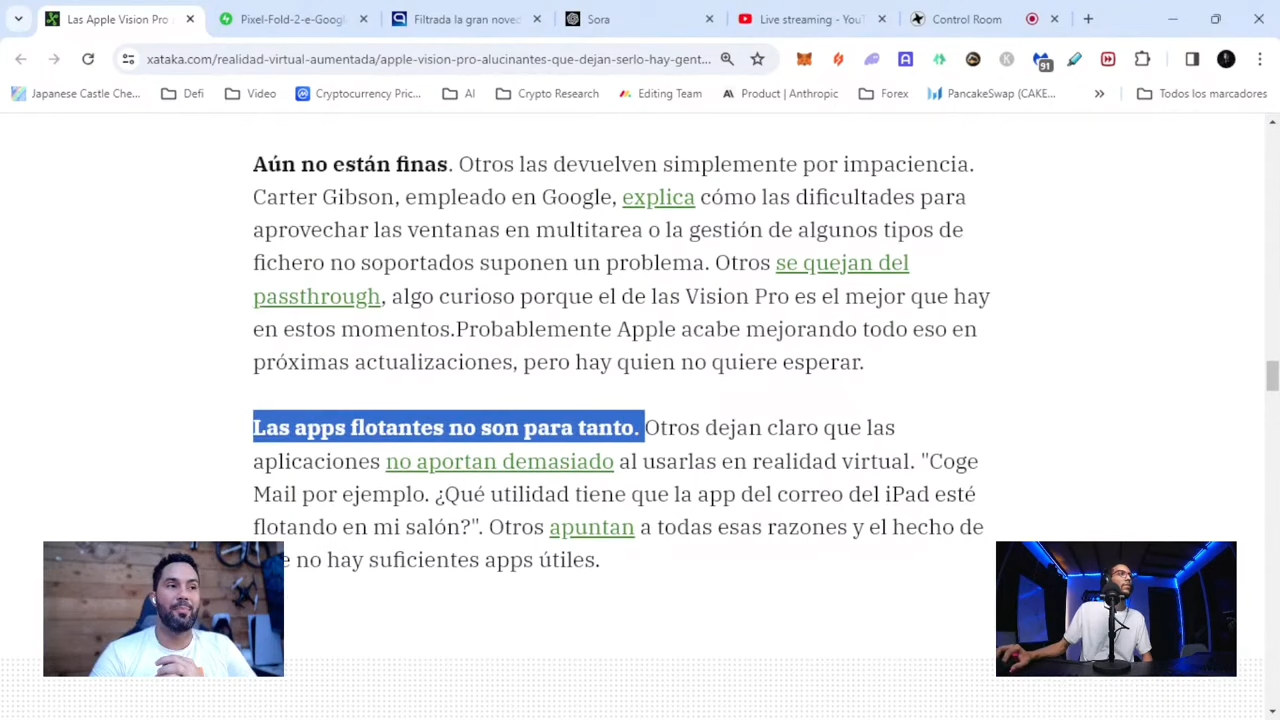 Las Apple Vision Pro
Pixel-Fold-2-e-Google
Filtrada la gran noved
Sora
Live streaming - You
Control Room
xataka.com/realidad-virtual-aumentada/apple-vision-pro-alucinantes-que-dejan-serlo-hay-gent...
91
Japanese Castle Che...
Defi
Video
Cryptocurrency Pric...
AI
Crypto Research
Editing Team
Product | Anthropic
Forex
PancakeSwap (CAKE...
Todos los marcadores
Aún no están finas. Otros las devuelven simplemente por impaciencia.
Carter Gibson, empleado en Google, explica cómo las dificultades para
aprovechar las ventanas en multitarea o la gestión de algunos tipos de
fichero no soportados suponen un problema. Otros se quejan del
passthrough, algo curioso porque el de las Vision Pro es el mejor que hay
en estos momentos.Probablemente Apple acabe mejorando todo eso en
próximas actualizaciones, pero hay quien no quiere esperar.
Las apps flotantes no son para tanto. Otros dejan claro que las
aplicaciones no aportan demasiado al usarlas en realidad virtual. "Coge
Mail por ejemplo. ¿Qué utilidad tiene que la app del correo del iPad esté
flotando en mi salón?". Otros apuntan a todas esas razones y el hecho de
no hay suficientes apps útiles.